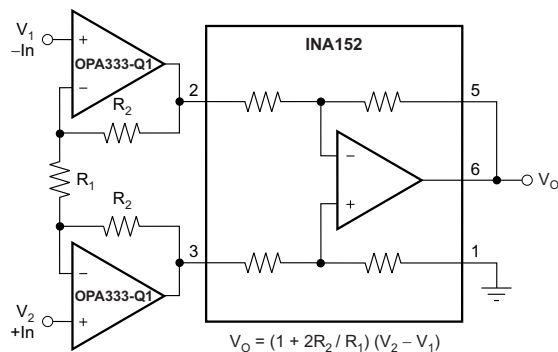 V1
–In
OPA333-Q1
R2
R1
R2
OPA333-Q1
V2
+In
INA152
2
5
6
3
1
VO
VO = (1 + 2R2 / R1) (V2 – V1)